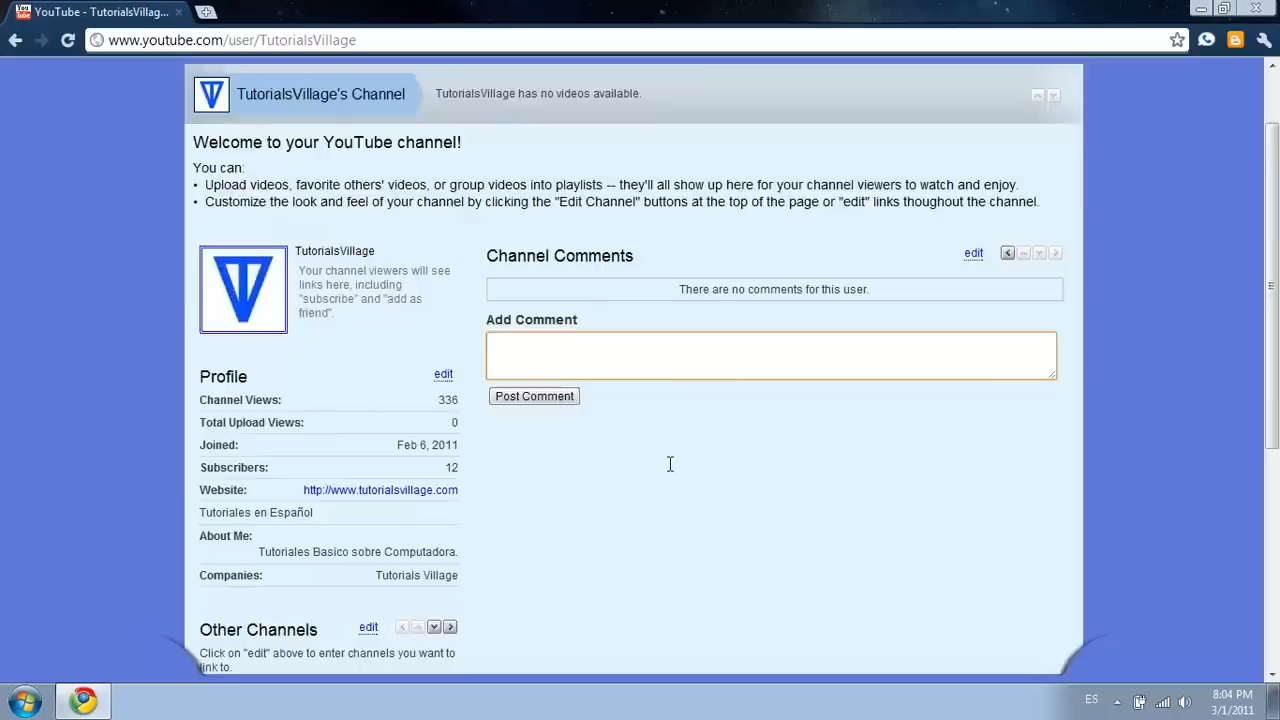 YouTube - TutorialsVillag...
www.youtube.com/user/TutorialsVillage
TutorialsVillage's Channel
TutorialsVillage has no videos available.
Welcome to your YouTube channel!
You can:
• Upload videos, favorite others' videos, or group videos into playlists -- they'll all show up here for your channel viewers to watch and enjoy.
• Customize the look and feel of your channel by clicking the "Edit Channel" buttons at the top of the page or "edit" links thoughout the channel.
TutorialsVillage
Your channel viewers will see
links here, including
"subscribe" and "add as
friend".
Profile edit
Channel Views: 336
Total Upload Views: 0
Joined: Feb 6, 2011
Subscribers: 12
Website: http://www.tutorialsvillage.com
Tutoriales en Español
About Me:
Tutoriales Basico sobre Computadora.
Companies: Tutorials Village
Other Channels edit
Click on "edit" above to enter channels you want to
link to.
Channel Comments edit
There are no comments for this user.
Add Comment
Post Comment
ES
8:04 PM
3/1/2011